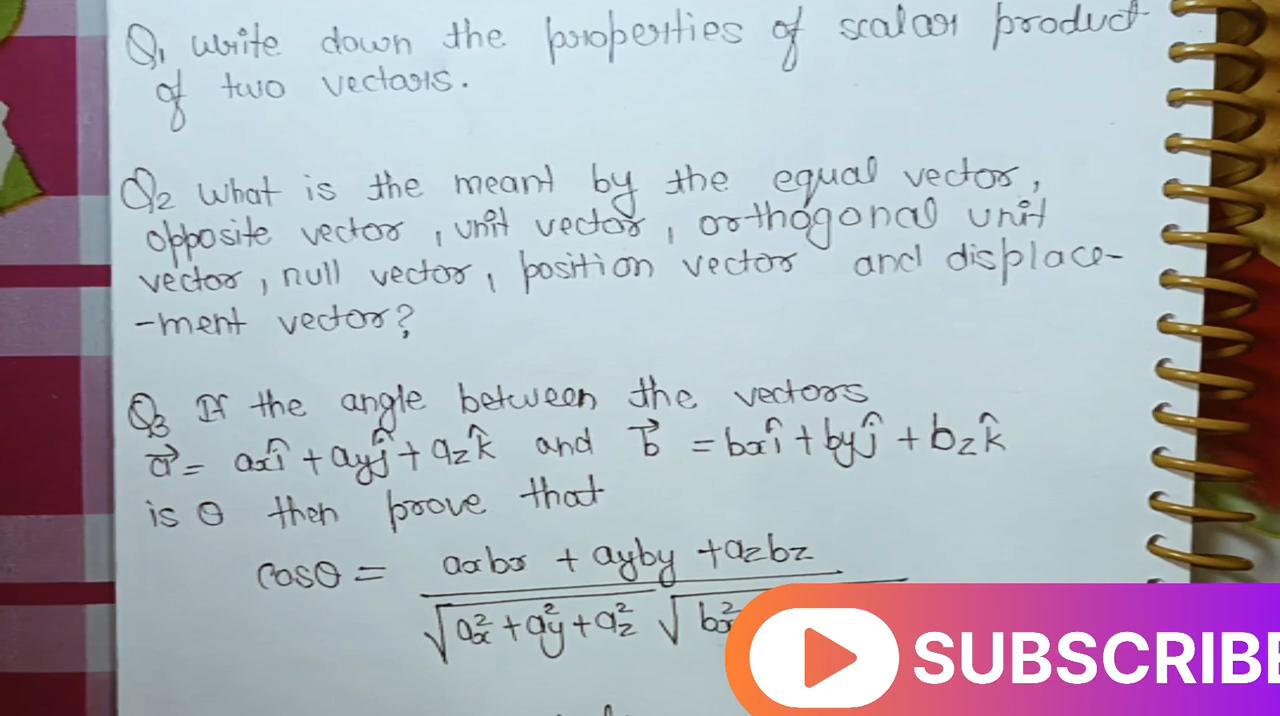 Q1 write down the properties of scalar product
of two vectors.
Q2 What is the meant by the equal vector,
opposite vector, unit vector, orthogonal unit
vector, null vector, position vector and displace-
-ment vector?
Q3 If the angle between the vectors
a⃗ = axî + ayĵ + azk̂ and b⃗ = bxî + byĵ + bzk̂
is θ then prove that
cosθ = axbx + ayby + azbz
√ax² + ay² + az² √bx²
SUBSCRIBE